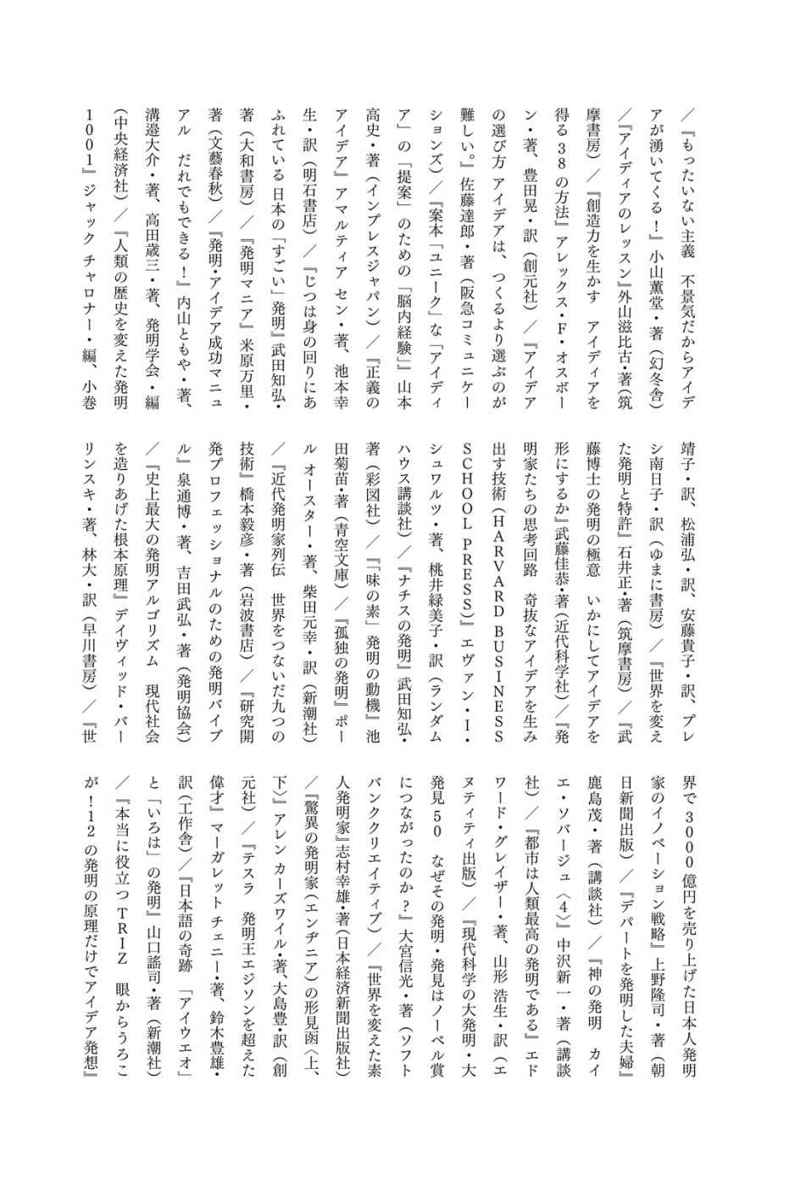 ／『もったいない主義　不景気だからアイデ
アが湧いてくる！』小山薫堂・著（幻冬舎）
／『アイディアのレッスン』外山滋比古・著（筑
摩書房）／『創造力を生かす　アイディアを
得る38の方法』アレックス・F・オスボー
ン・著、豊田晃・訳（創元社）／『アイデア
の選び方 アイデアは、つくるより選ぶのが
難しい。』佐藤達郎・著（阪急コミュニケー
ションズ）／『案本「ユニーク」な「アイディ
ア」の「提案」のための「脳内経験」』山本
高史・著（インプレスジャパン）／『正義の
アイデア』アマルティア セン・著、池本幸
生・訳（明石書店）／『じつは身の回りにあ
ふれている 日本の「すごい」発明』武田知弘・
著（大和書房）／『発明マニア』米原万里・
著（文藝春秋）／『発明・アイデア成功マニュ
アル　だれでもできる！』内山ともや・著、
溝邉大介・著、高田歳三・著、発明学会・編
（中央経済社）／『人類の歴史を変えた発明
1001』ジャック チャロナー・編、小巻
靖子・訳、松浦弘・訳、安藤貴子・訳、プレ
シ南日子・訳（ゆまに書房）／『世界を変え
た発明と特許』石井正・著（筑摩書房）／『武
藤博士の発明の極意　いかにしてアイデアを
形にするか』武藤佳恭・著（近代科学社）／『発
明家たちの思考回路　奇抜なアイデアを生み
出す技術（HARVARD BUSINESS
SCHOOL PRESS）』エヴァン・I・
シュワルツ・著、桃井緑美子・訳（ランダム
ハウス講談社）／『ナチスの発明』武田知弘・
著（彩図社）／『「味の素」発明の動機』池
田菊苗・著（青空文庫）／『孤独の発明』ポー
ル オースター・著、柴田元幸・訳（新潮社）
／『近代発明家列伝　世界をつないだ九つの
技術』橋本毅彦・著（岩波書店）／『研究開
発プロフェッショナルのための発明バイブ
ル』泉通博・著、吉田武弘・著（発明協会）
／『史上最大の発明アルゴリズム　現代社会
を造りあげた根本原理』デイヴィッド・バー
リンスキ・著、林大・訳（早川書房）／『世
界で3000億円を売り上げた日本人発明
家のイノベーション戦略』上野隆司・著（朝
日新聞出版）／『デパートを発明した夫婦』
鹿島茂・著（講談社）／『神の発明　カイ
エ・ソバージュ〈4〉』中沢新一・著（講談
社）／『都市は人類最高の発明である』エド
ワード・グレイザー・著、山形 浩生・訳（エ
ヌティティ出版）／『現代科学の大発明・大
発見50　なぜその発明・発見はノーベル賞
につながったのか？』大宮信光・著（ソフト
バンククリエイティブ）／『世界を変えた素
人発明家』志村幸雄・著（日本経済新聞出版社）
／『驚異の発明家（エンヂニア）の形見函〈上、
下〉』アレン カーズワイル・著、大島豊・訳（創
元社）／『テスラ　発明王エジソンを超えた
偉才』マーガレット チェニー・著、鈴木豊雄・
訳（工作舎）／『日本語の奇跡　「アイウエオ」
と「いろは」の発明』山口謠司・著（新潮社）
／『本当に役立つTRIZ　眼からうろこ
が！12の発明の原理だけでアイデア発想』